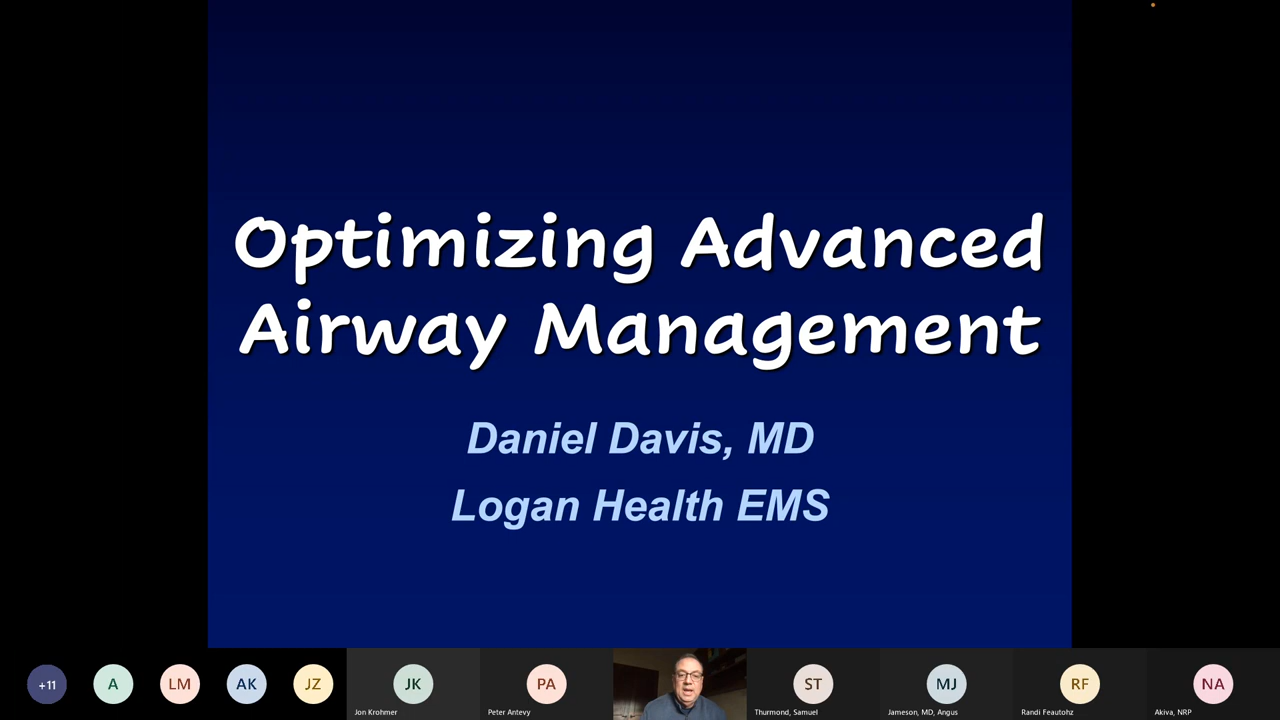 Optimizing Advanced
Airway Management
Daniel Davis, MD
Logan Health EMS
+11
A
LM
AK
JZ
JK
Jon Krohmer
PA
Peter Antevy
ST
Thurmond, Samuel
MJ
Jameson, MD, Angus
RF
Randi Feautohz
NA
Akiva, NRP